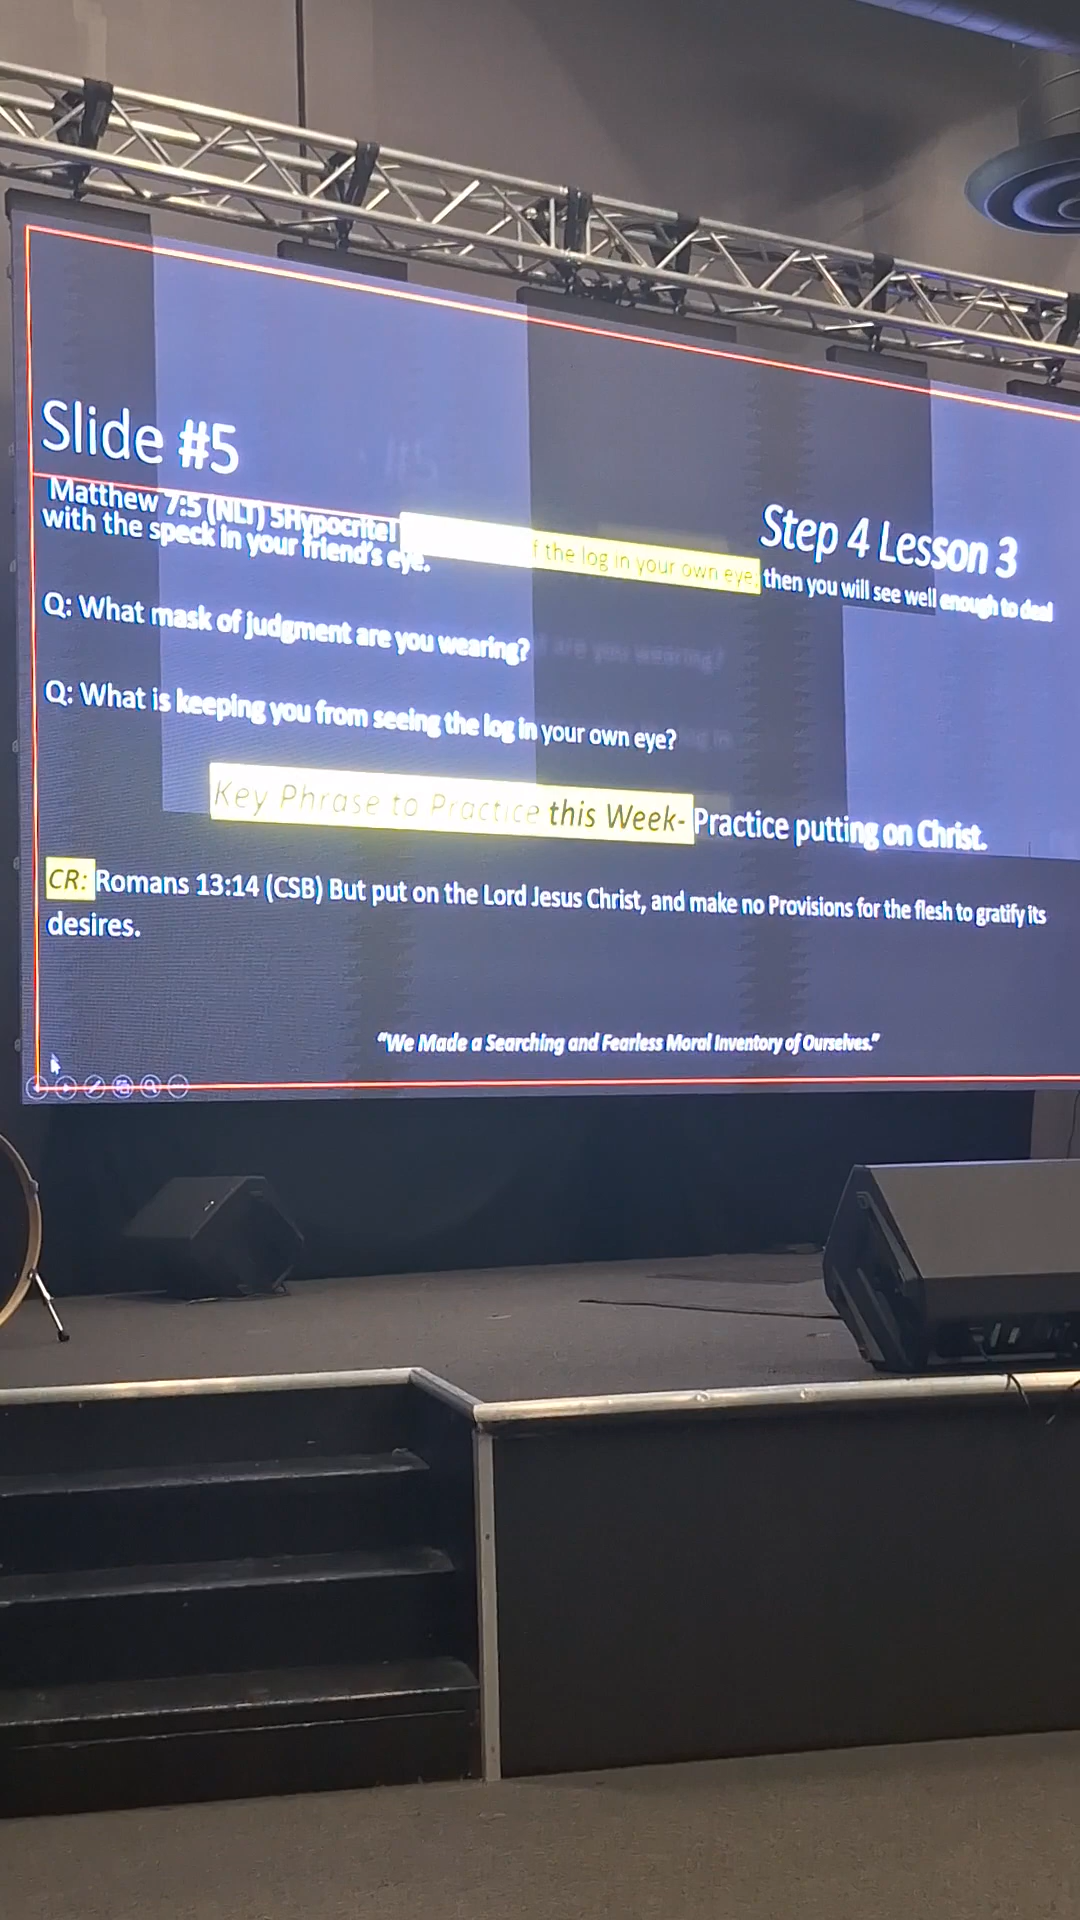 Slide #5
Step 4 Lesson 3
Matthew 7:5 (NLT) 5Hypocrite! f the log in your own eye; then you will see well enough to deal
with the speck in your friend's eye.
Q: What mask of judgment are you wearing?
Q: What is keeping you from seeing the log in your own eye?
Key Phrase to Practice this Week- Practice putting on Christ.
CR: Romans 13:14 (CSB) But put on the Lord Jesus Christ, and make no Provisions for the flesh to gratify its
desires.
"We Made a Searching and Fearless Moral Inventory of Ourselves."